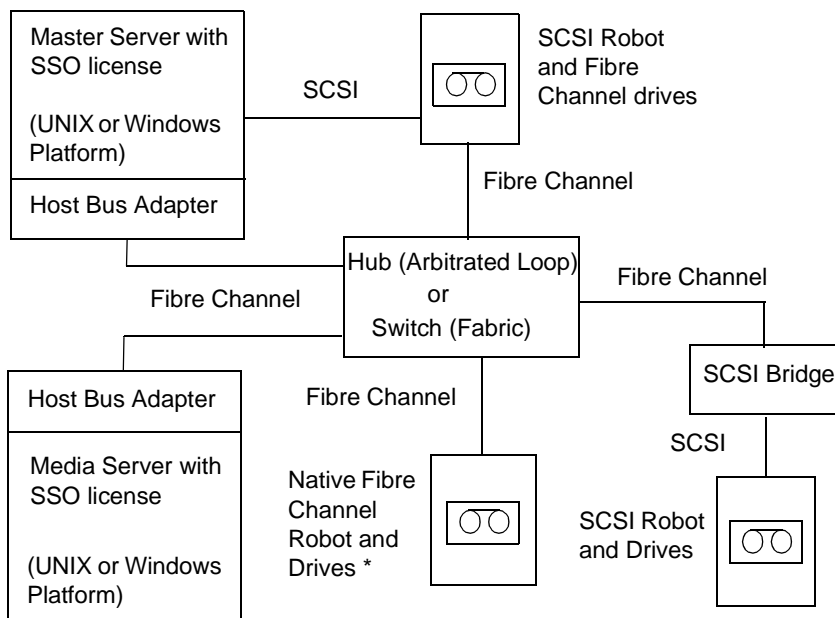 Master Server with
SSO license
(UNIX or Windows
Platform)
Host Bus Adapter
SCSI
SCSI Robot
and Fibre
Channel drives
Fibre Channel
Hub (Arbitrated Loop)
or
Switch (Fabric)
Fibre Channel
Fibre Channel
Host Bus Adapter
Media Server with
SSO license
(UNIX or Windows
Platform)
Fibre Channel
Native Fibre
Channel
Robot and
Drives *
SCSI Bridge
SCSI
SCSI Robot
and Drives